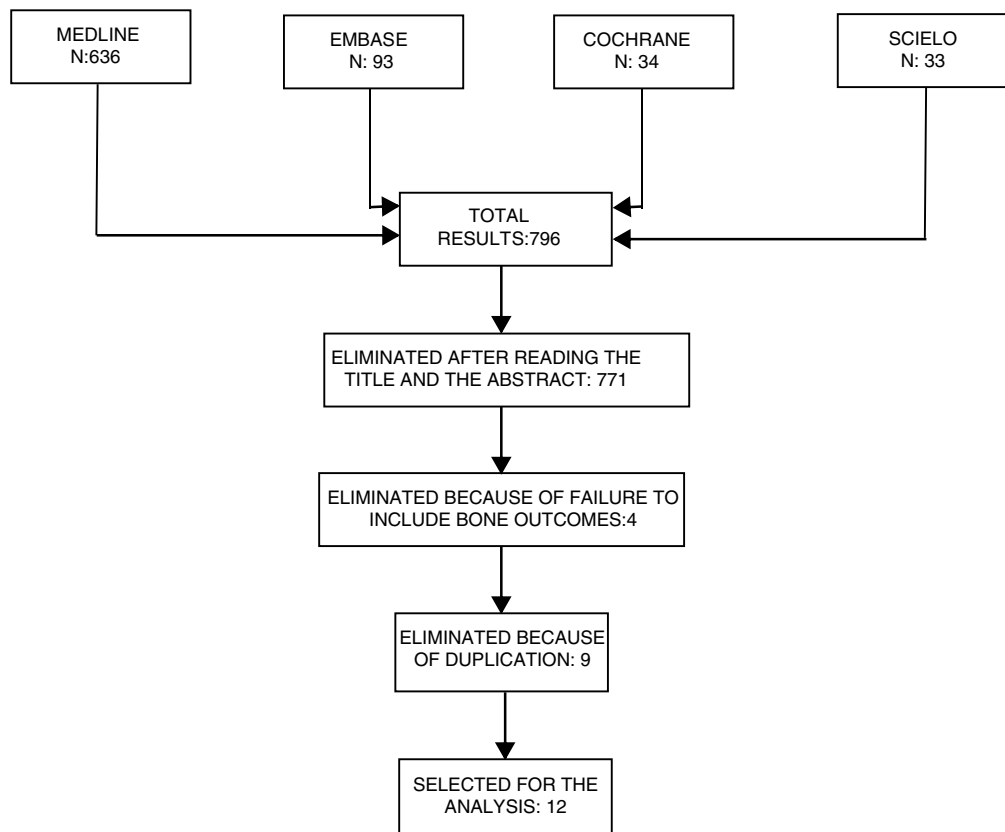 MEDLINE
N:636
EMBASE
N: 93
COCHRANE
N: 34
SCIELO
N: 33
TOTAL
RESULTS:796
ELIMINATED AFTER READING THE
TITLE AND THE ABSTRACT: 771
ELIMINATED BECAUSE OF FAILURE TO
INCLUDE BONE OUTCOMES:4
ELIMINATED BECAUSE
OF DUPLICATION: 9
SELECTED FOR THE
ANALYSIS: 12